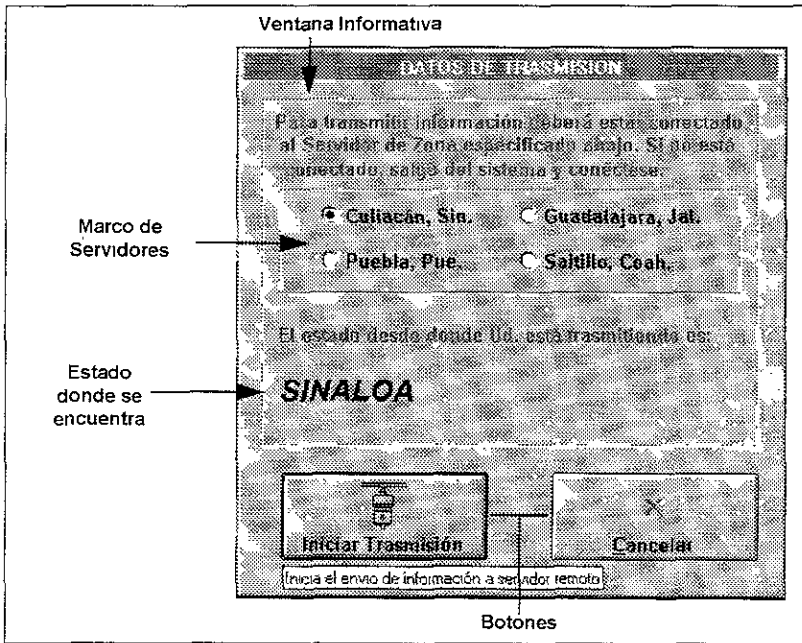 Ventana Informativa
DATOS DE TRASMISION
Para transmitir información deberá estar conectado
al Servidor de Zona especificado abajo. Si no está
conectado, salga del sistema y conéctese.
Marco de
Servidores
Culiacán, Sin.
Guadalajara, Jal.
Puebla, Pue.
Saltillo, Coah.
El estado desde donde Ud. está trasmitiendo es:
Estado
donde se
encuentra
SINALOA
Iniciar Trasmisión
Cancelar
Inicia el envio de información a servidor remoto
Botones